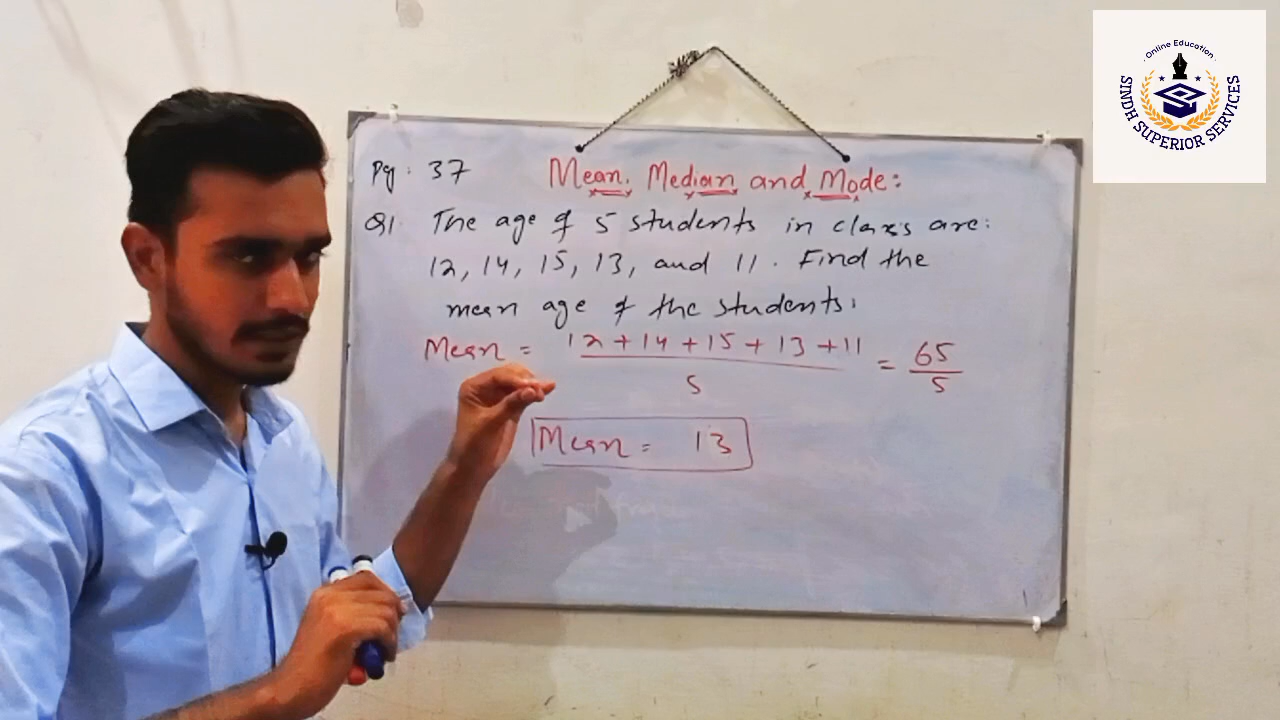 Pg: 37
Mean, Median and Mode:
Q1. The age of 5 students in class are:
12, 14, 15, 13, and 11. Find the
mean age of the students.
Mean = 12 + 14 + 15 + 13 + 11 / 5 = 65 / 5
Mean = 13
Online Education
SINDH SUPERIOR SERVICES